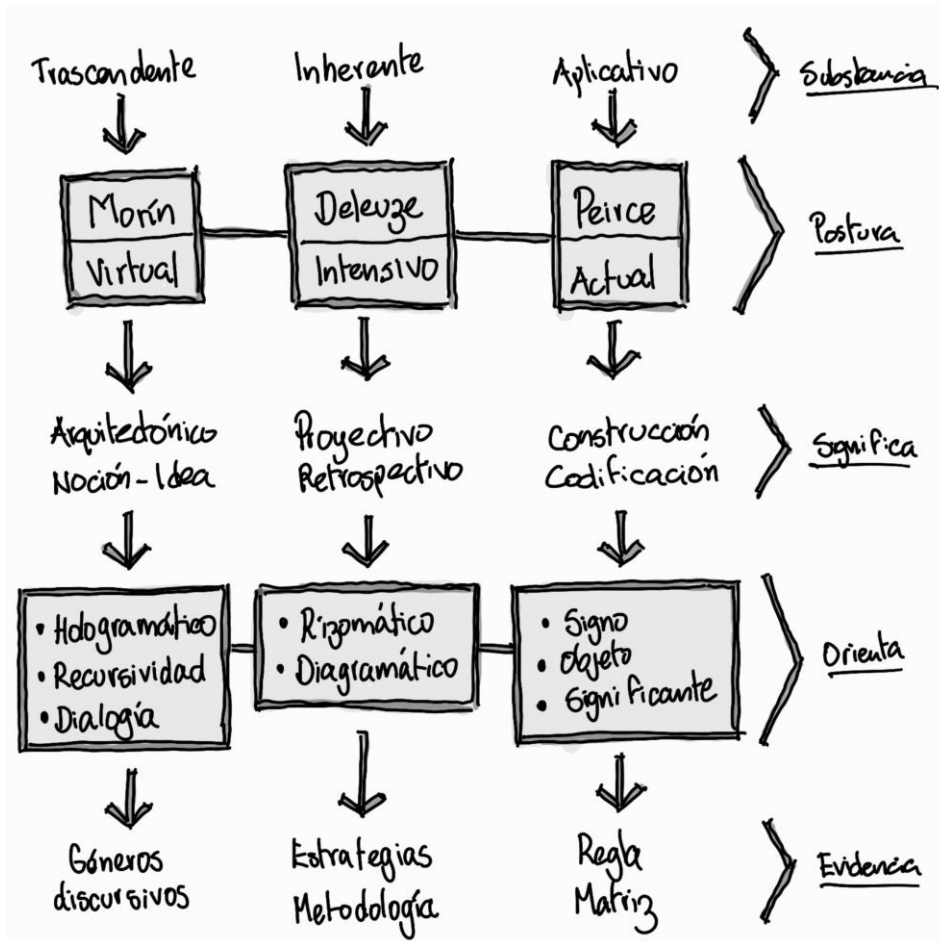 Trascendente
Inherente
Aplicativo
Substancia
Morín
Virtual
Deleuze
Intensivo
Peirce
Actual
Postura
Arquitectónico
Noción-Idea
Proyectivo
Retrospectivo
Construcción
Codificación
Significa
• Hologramático
• Recursividad
• Dialogía
• Rizomático
• Diagramático
• Signo
• Objeto
• Significante
Orienta
Géneros
discursivos
Estrategias
Metodología
Regla
Matriz
Evidencia